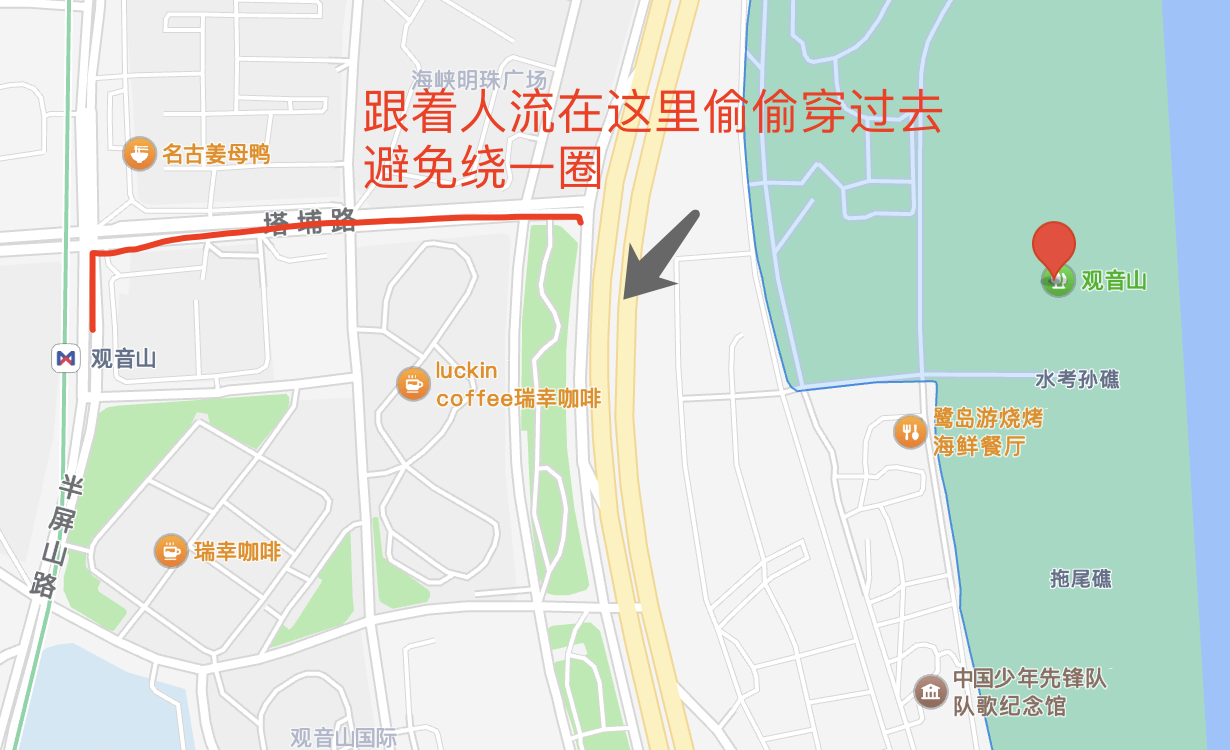 海峡明珠广场
跟着人流在这里偷偷穿过去
避免绕一圈
名古姜母鸭
塔埔路
观音山
观音山
luckin
coffee瑞幸咖啡
水考孙礁
鹭岛游烧烤
海鲜餐厅
半屏山路
瑞幸咖啡
拖尾礁
中国少年先锋队
队歌纪念馆
观音山国际